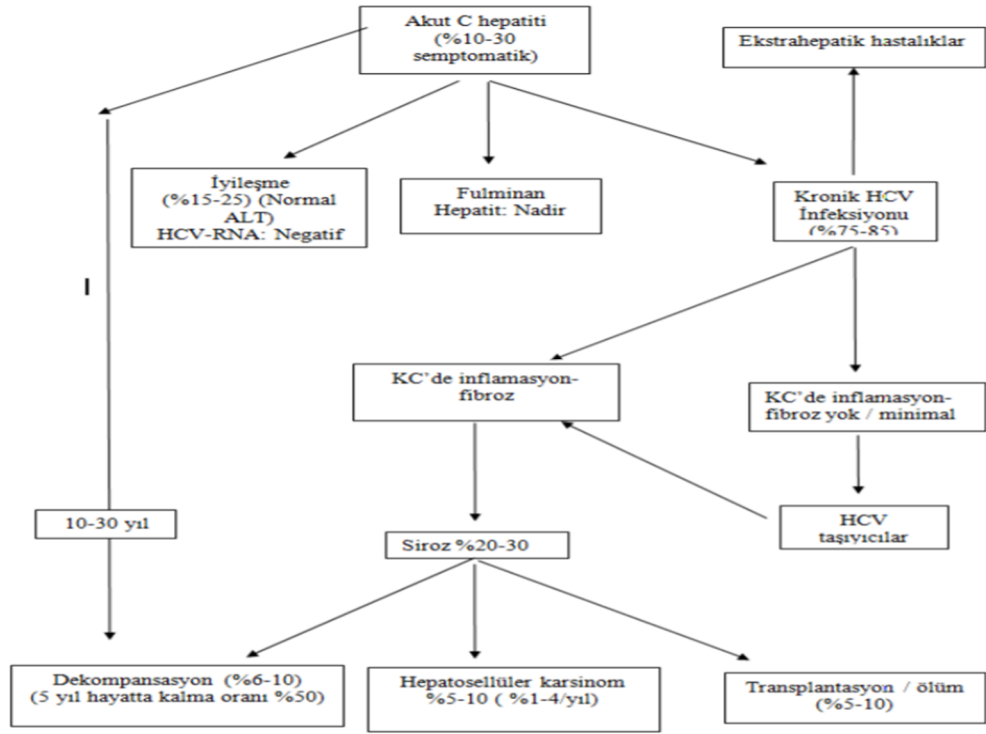 Akut C hepatiti
(%10-30
semptomatik)
Ekstrahepatik hastalıklar
İyileşme
(%15-25) (Normal
ALT)
HCV-RNA: Negatif
Fulminan
Hepatit: Nadir
Kronik HCV
İnfeksiyonu
(%75-85)
KC'de inflamasyon-
fibroz
KC'de inflamasyon-
fibroz yok / minimal
10-30 yıl
HCV
taşıyıcılar
Siroz %20-30
Dekompansasyon (%6-10)
(5 yıl hayatta kalma oranı %50)
Hepatosellüler karsinom
%5-10 ( %1-4/yıl)
Transplantasyon / ölüm
(%5-10)